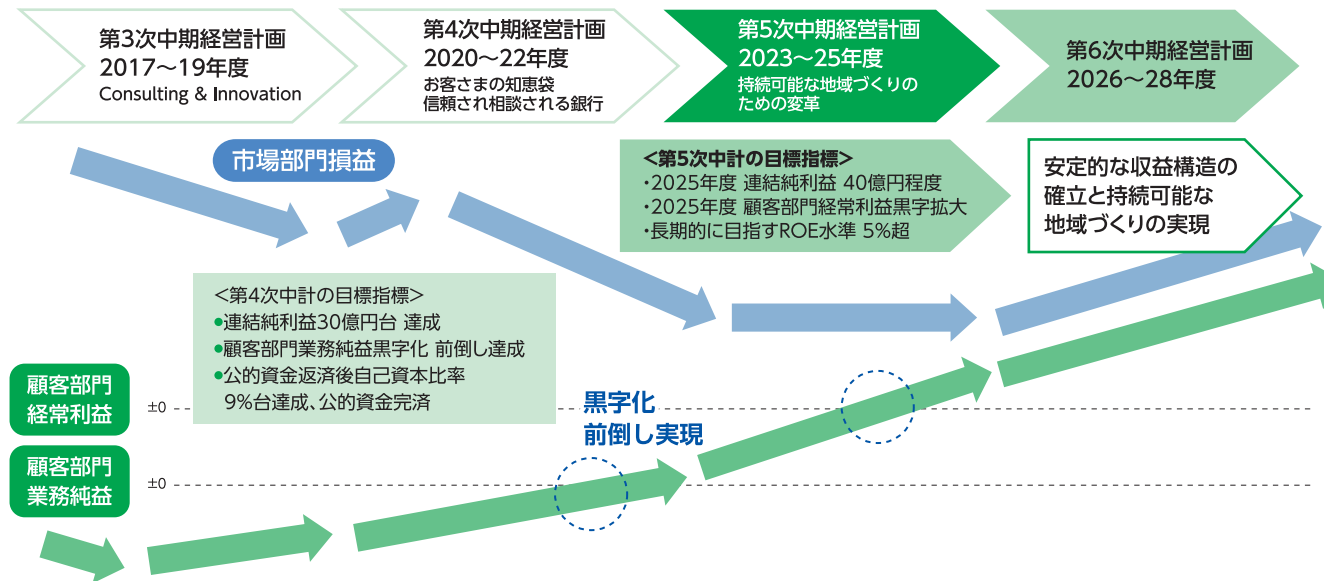 第3次中期経営計画
2017～19年度
Consulting & Innovation
第4次中期経営計画
2020～22年度
お客さまの知恵袋
信頼され相談される銀行
第5次中期経営計画
2023～25年度
持続可能な地域づくりの
ための変革
第6次中期経営計画
2026～28年度
市場部門損益
<第5次中計の目標指標>
・2025年度 連結純利益 40億円程度
・2025年度 顧客部門経常利益黒字拡大
・長期的に目指すROE水準 5%超
安定的な収益構造の
確立と持続可能な
地域づくりの実現
<第4次中計の目標指標>
●連結純利益30億円台 達成
●顧客部門業務純益黒字化 前倒し達成
●公的資金返済後自己資本比率
9%台達成、公的資金完済
顧客部門
経常利益
±0
黒字化
前倒し実現
顧客部門
業務純益
±0